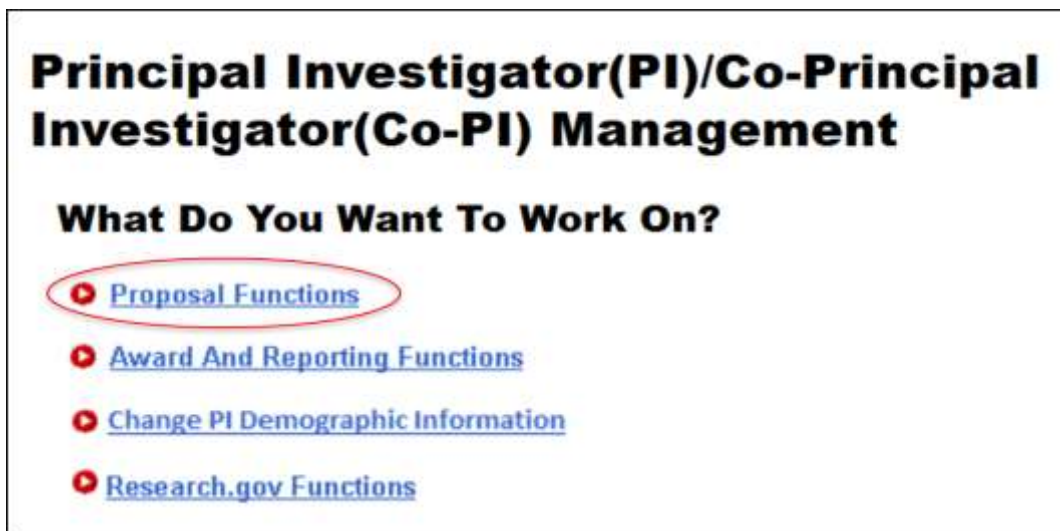 Principal Investigator(PI)/Co-Principal
Investigator(Co-PI) Management
What Do You Want To Work On?
Proposal Functions
Award And Reporting Functions
Change PI Demographic Information
Research.gov Functions